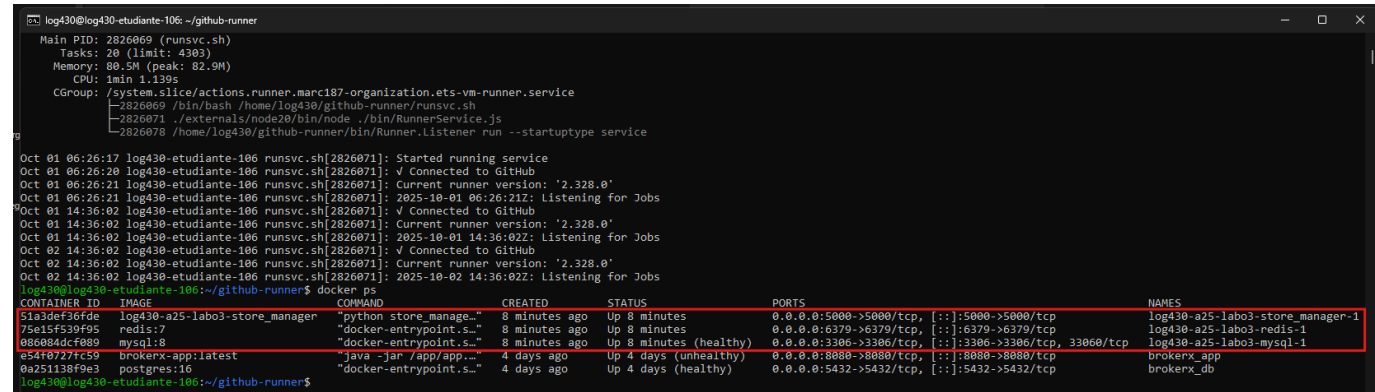 log430@log430-etudiante-106: ~/github-runner
Main PID: 2826069 (runsvc.sh)
Tasks: 20 (limit: 4303)
Memory: 80.5M (peak: 82.9M)
CPU: 1min 1.139s
CGroup: /system.slice/actions.runner.marc187-organization.ets-vm-runner.service
├─2826069 /bin/bash /home/log430/github-runner/runsvc.sh
├─2826071 ./externals/node20/bin/node ./bin/RunnerService.js
└─2826078 /home/log430/github-runner/bin/Runner.Listener run --startuptype service
Oct 01 06:26:17 log430-etudiante-106 runsvc.sh[2826071]: Started running service
Oct 01 06:26:20 log430-etudiante-106 runsvc.sh[2826071]: √ Connected to GitHub
Oct 01 06:26:21 log430-etudiante-106 runsvc.sh[2826071]: Current runner version: '2.328.0'
Oct 01 06:26:21 log430-etudiante-106 runsvc.sh[2826071]: 2025-10-01 06:26:21Z: Listening for Jobs
Oct 01 14:36:02 log430-etudiante-106 runsvc.sh[2826071]: √ Connected to GitHub
Oct 01 14:36:02 log430-etudiante-106 runsvc.sh[2826071]: Current runner version: '2.328.0'
Oct 01 14:36:02 log430-etudiante-106 runsvc.sh[2826071]: 2025-10-01 14:36:02Z: Listening for Jobs
Oct 02 14:36:02 log430-etudiante-106 runsvc.sh[2826071]: √ Connected to GitHub
Oct 02 14:36:02 log430-etudiante-106 runsvc.sh[2826071]: Current runner version: '2.328.0'
Oct 02 14:36:02 log430-etudiante-106 runsvc.sh[2826071]: 2025-10-02 14:36:02Z: Listening for Jobs
log430@log430-etudiante-106:~/github-runner$ docker ps
CONTAINER ID IMAGE COMMAND CREATED STATUS PORTS NAMES
51a3def36fde log430-a25-labo3-store_manager "python store_manage…" 8 minutes ago Up 8 minutes 0.0.0.0:5000->5000/tcp, [::]:5000->5000/tcp log430-a25-labo3-store_manager-1
75e15f539f95 redis:7 "docker-entrypoint.s…" 8 minutes ago Up 8 minutes 0.0.0.0:6379->6379/tcp, [::]:6379->6379/tcp log430-a25-labo3-redis-1
086084dcf089 mysql:8 "docker-entrypoint.s…" 8 minutes ago Up 8 minutes (healthy) 0.0.0.0:3306->3306/tcp, [::]:3306->3306/tcp, 33060/tcp log430-a25-labo3-mysql-1
e54f0727fc59 brokerx-app:latest "java -jar /app/app.…" 4 days ago Up 4 days (unhealthy) 0.0.0.0:8080->8080/tcp, [::]:8080->8080/tcp brokerx_app
0a251138f9e3 postgres:16 "docker-entrypoint.s…" 4 days ago Up 4 days (healthy) 0.0.0.0:5432->5432/tcp, [::]:5432->5432/tcp brokerx_db
log430@log430-etudiante-106:~/github-runner$